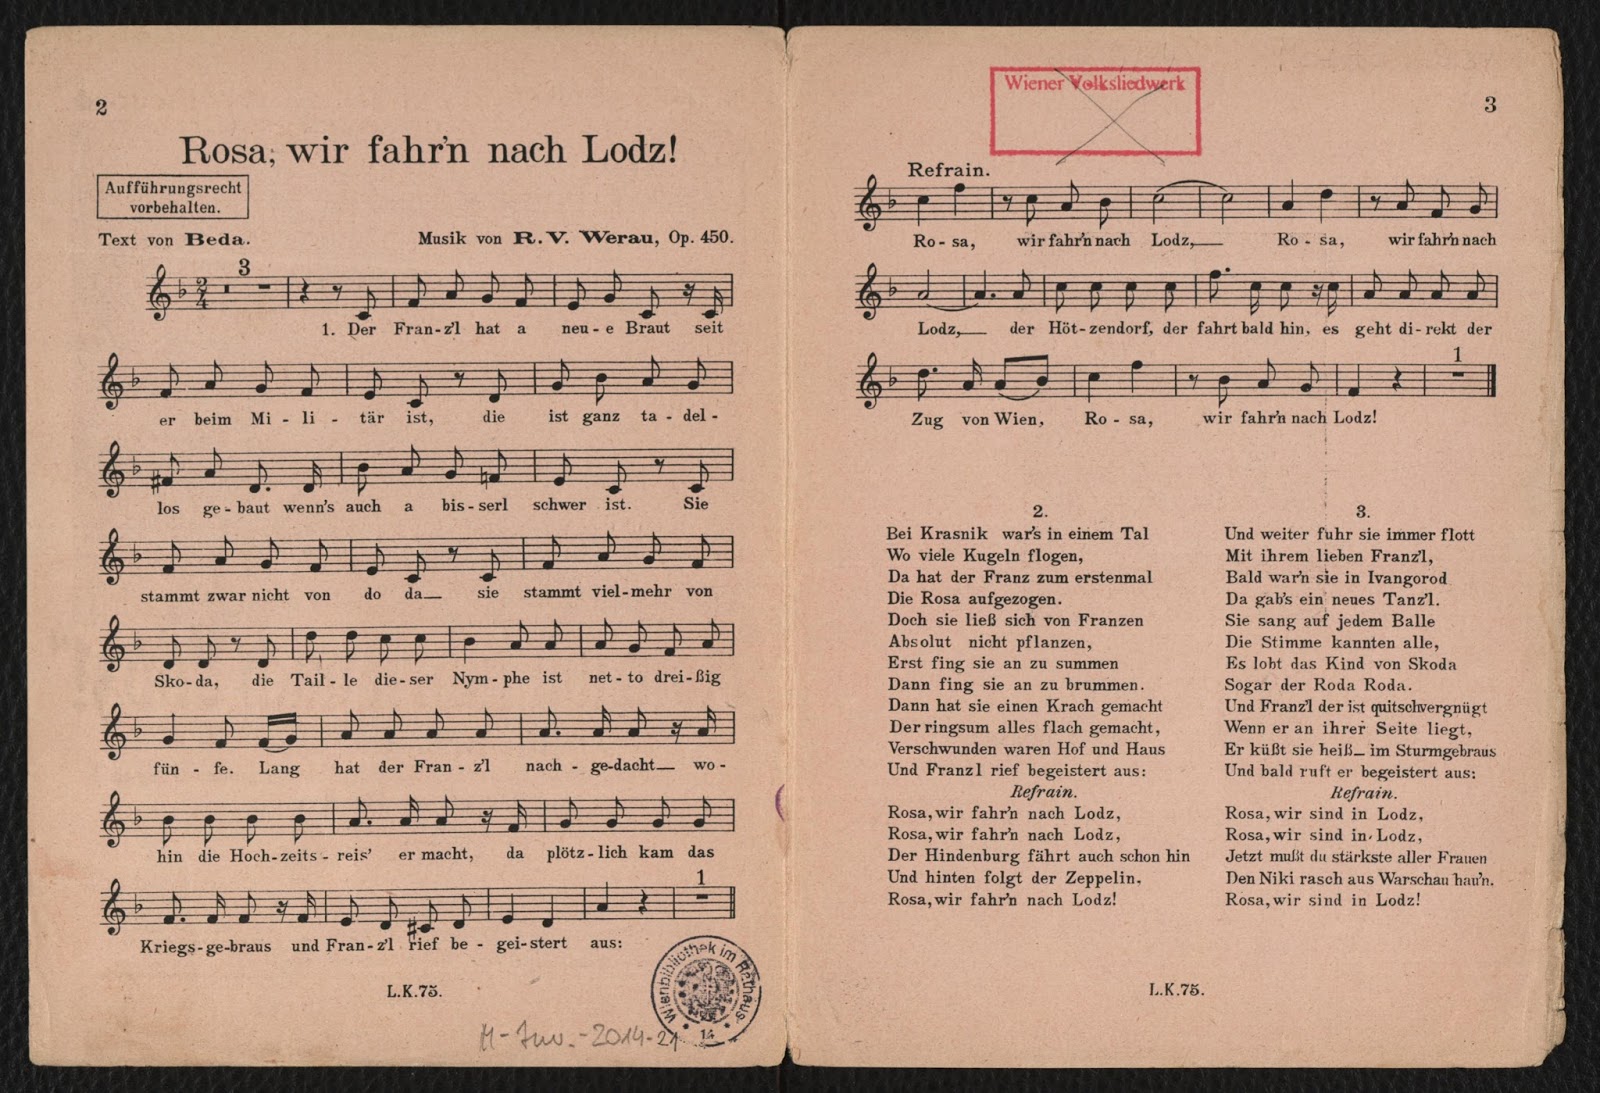 2
Rosa, wir fahr'n nach Lodz!
Aufführungsrecht
vorbehalten.
Text von Beda.
Musik von R. V. Werau, Op. 450.
3
1. Der Fran-z'l hat a neu-e Braut seit
er beim Mi-li-tär ist, die ist ganz ta-del-
los ge-baut wenn's auch a bis-serl schwer ist. Sie
stammt zwar nicht von do da— sie stammt viel-mehr von
Sko-da, die Tail-le die-ser Nym-phe ist net-to drei-ßig
fün-fe. Lang hat der Fran-z'l nach-ge-dacht— wo-
hin die Hoch-zeits-reis' er macht, da plötz-lich kam das
1
Kriegs-ge-braus und Fran-z'l rief be-gei-stert aus:
L.K.75.
Wienbibliothek im Rathaus
14
H-Inv.-2014-21
Wiener Volksliedwerk
3
Refrain.
Ro-sa, wir fahr'n nach Lodz,— Ro-sa, wir fahr'n nach
Lodz,— der Höt-zendorf, der fahrt bald hin, es geht di-rekt der
1
Zug von Wien, Ro-sa, wir fahr'n nach Lodz!
2.
Bei Krasnik war's in einem Tal
Wo viele Kugeln flogen,
Da hat der Franz zum erstenmal
Die Rosa aufgezogen.
Doch sie ließ sich von Franzen
Absolut nicht pflanzen,
Erst fing sie an zu summen
Dann fing sie an zu brummen.
Dann hat sie einen Krach gemacht
Der ringsum alles flach gemacht,
Verschwunden waren Hof und Haus
Und Franzl rief begeistert aus:
Refrain.
Rosa, wir fahr'n nach Lodz,
Rosa, wir fahr'n nach Lodz,
Der Hindenburg fährt auch schon hin
Und hinten folgt der Zeppelin.
Rosa, wir fahr'n nach Lodz!
3.
Und weiter fuhr sie immer flott
Mit ihrem lieben Franz'l,
Bald war'n sie in Ivangorod
Da gab's ein neues Tanz'l.
Sie sang auf jedem Balle
Die Stimme kannten alle,
Es lobt das Kind von Skoda
Sogar der Roda Roda.
Und Franz'l der ist quitschvergnügt
Wenn er an ihrer Seite liegt,
Er küßt sie heiß— im Sturmgebraus
Und bald ruft er begeistert aus:
Refrain.
Rosa, wir sind in Lodz,
Rosa, wir sind in Lodz,
Jetzt mußt du stärkste aller Frauen
Den Niki rasch aus Warschau hau'n.
Rosa, wir sind in Lodz!
L.K.75.